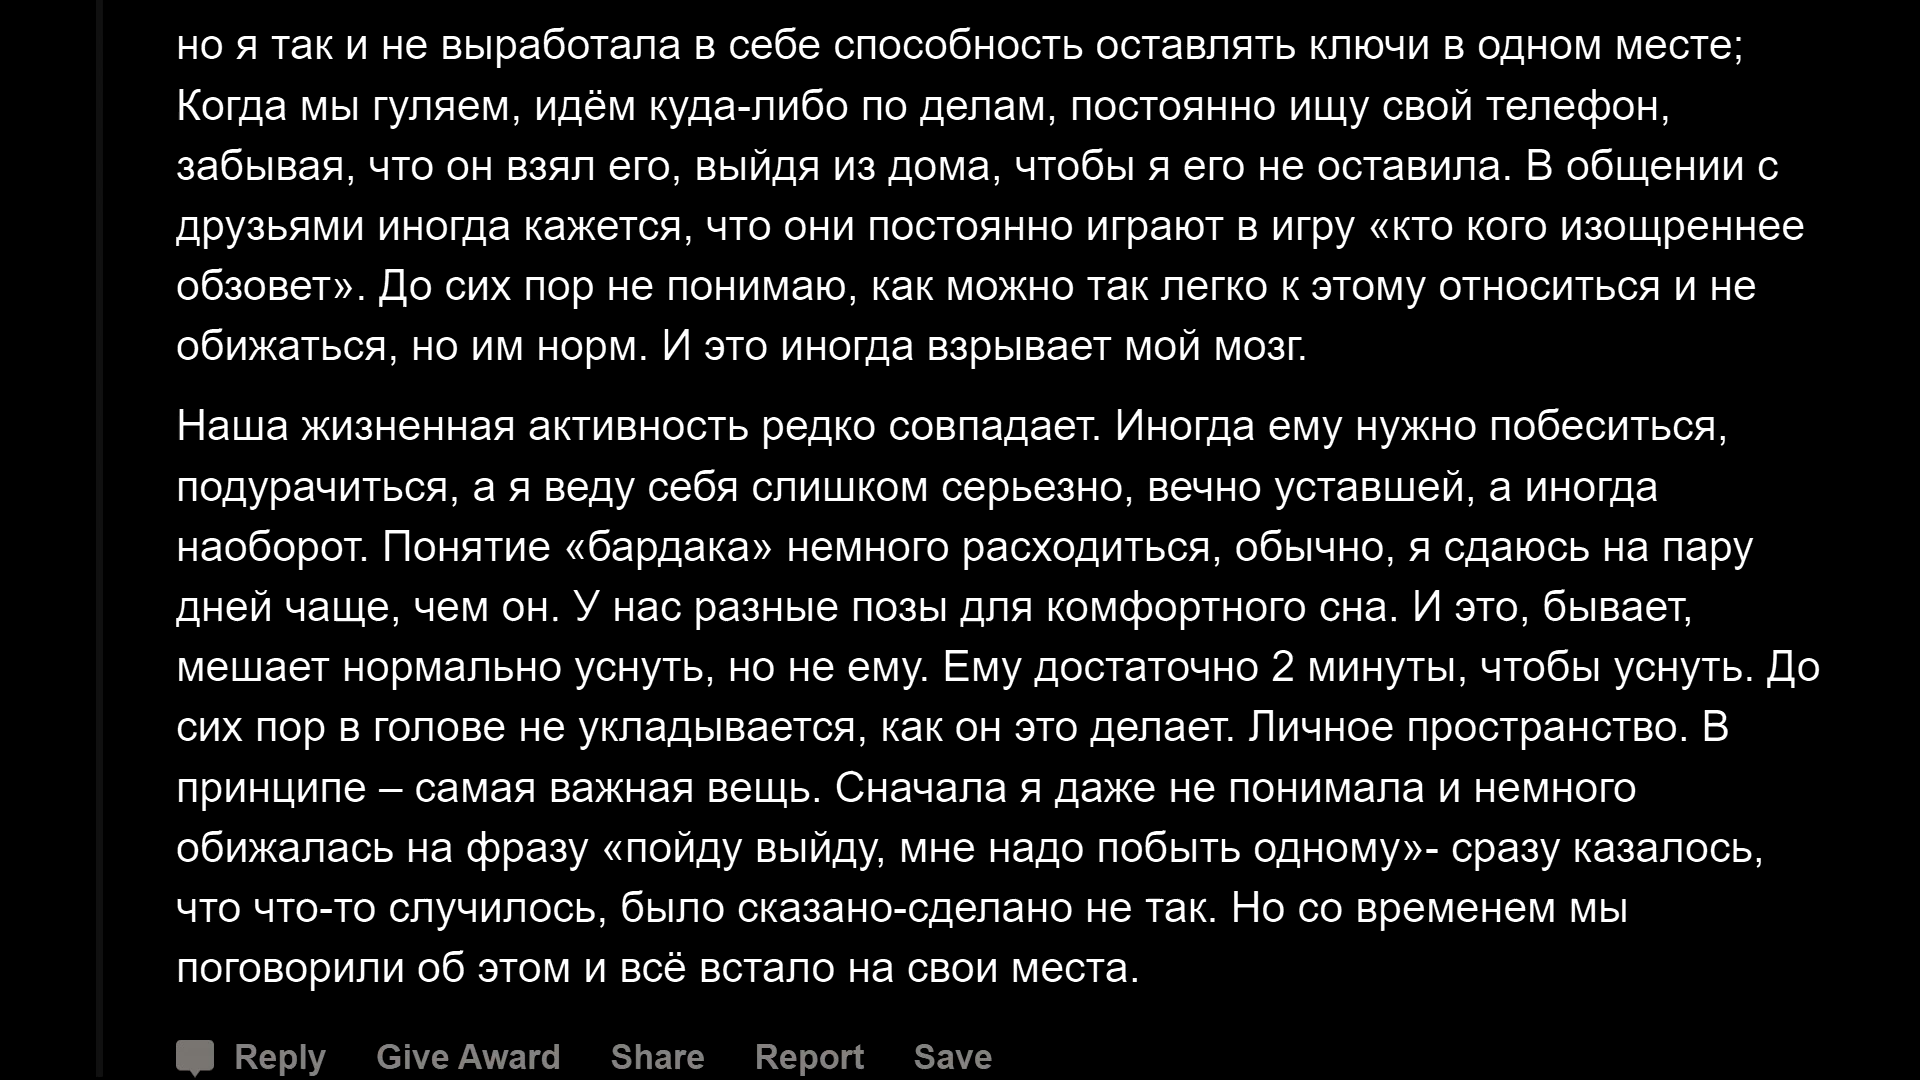 но я так и не выработала в себе способность оставлять ключи в одном месте;
Когда мы гуляем, идём куда-либо по делам, постоянно ищу свой телефон,
забывая, что он взял его, выйдя из дома, чтобы я его не оставила. В общении с
друзьями иногда кажется, что они постоянно играют в игру «кто кого изощреннее
обзовет». До сих пор не понимаю, как можно так легко к этому относиться и не
обижаться, но им норм. И это иногда взрывает мой мозг.
Наша жизненная активность редко совпадает. Иногда ему нужно побеситься,
подурачиться, а я веду себя слишком серьезно, вечно уставшей, а иногда
наоборот. Понятие «бардака» немного расходиться, обычно, я сдаюсь на пару
дней чаще, чем он. У нас разные позы для комфортного сна. И это, бывает,
мешает нормально уснуть, но не ему. Ему достаточно 2 минуты, чтобы уснуть. До
сих пор в голове не укладывается, как он это делает. Личное пространство. В
принципе – самая важная вещь. Сначала я даже не понимала и немного
обижалась на фразу «пойду выйду, мне надо побыть одному»- сразу казалось,
что что-то случилось, было сказано-сделано не так. Но со временем мы
поговорили об этом и всё встало на свои места.
Reply Give Award Share Report Save